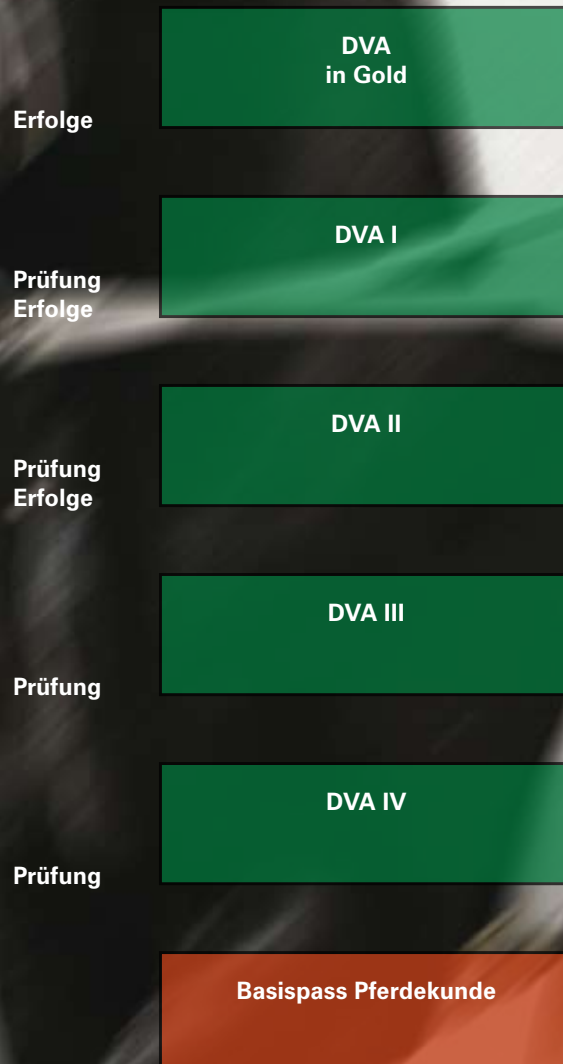 DVA
in Gold
Erfolge
DVA I
Prüfung
Erfolge
DVA II
Prüfung
Erfolge
DVA III
Prüfung
DVA IV
Prüfung
Basispass Pferdekunde